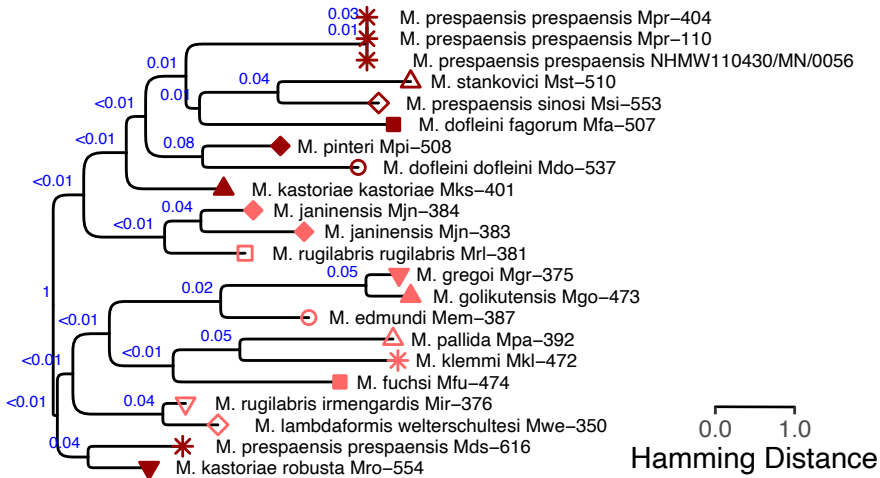 0.03
M. prespaensis prespaensis Mpr−404
0.01
M. prespaensis prespaensis Mpr−110
M. prespaensis prespaensis NHMW110430/MN/0056
0.01
0.04
M. stankovici Mst−510
<0.01
0.01
M. prespaensis sinosi Msi−553
M. dofleini fagorum Mfa−507
<0.01
0.08
M. pinteri Mpi−508
M. dofleini dofleini Mdo−537
<0.01
M. kastoriae kastoriae Mks−401
0.04
M. janinensis Mjn−384
<0.01
M. janinensis Mjn−383
M. rugilabris rugilabris Mrl−381
0.05
M. gregoi Mgr−375
1
0.02
M. golikutensis Mgo−473
<0.01
M. edmundi Mem−387
0.05
M. pallida Mpa−392
<0.01
<0.01
M. klemmi Mkl−472
M. fuchsi Mfu−474
<0.01
0.04
M. rugilabris irmengardis Mir−376
M. lambdaformis welterschultesi Mwe−350
0.04
M. prespaensis prespaensis Mds−616
M. kastoriae robusta Mro−554
0.0
1.0
Hamming Distance